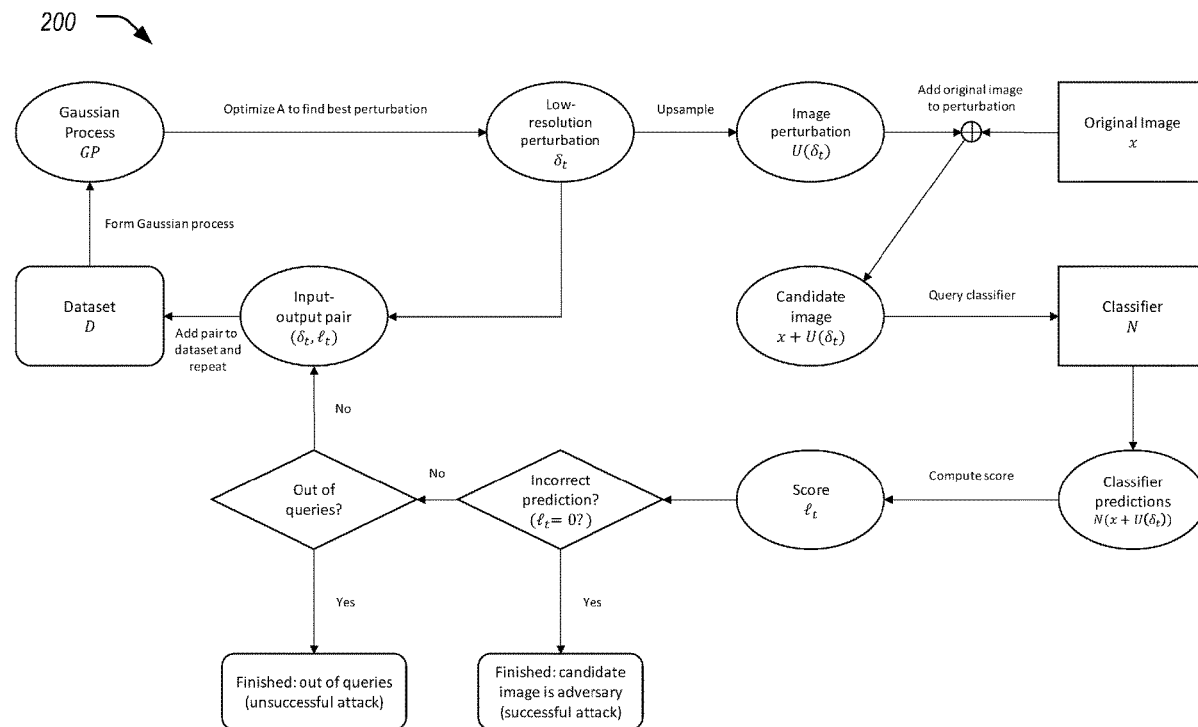 200
Gaussian
Process
GP
Optimize A to find best perturbation
Low-
resolution
perturbation
δₜ
Upsample
Image
perturbation
U(δₜ)
Add original image
to perturbation
Original Image
x
Form Gaussian process
Dataset
D
Add pair to
dataset and
repeat
Input-
output pair
(δₜ, ℓₜ)
Candidate
image
x + U(δₜ)
Query classifier
Classifier
N
No
Out of
queries?
No
Incorrect
prediction?
(ℓₜ= 0?)
Score
ℓₜ
Compute score
Classifier
predictions
N(x + U(δₜ))
Yes
Yes
Finished: out of queries
(unsuccessful attack)
Finished: candidate
image is adversary
(successful attack)